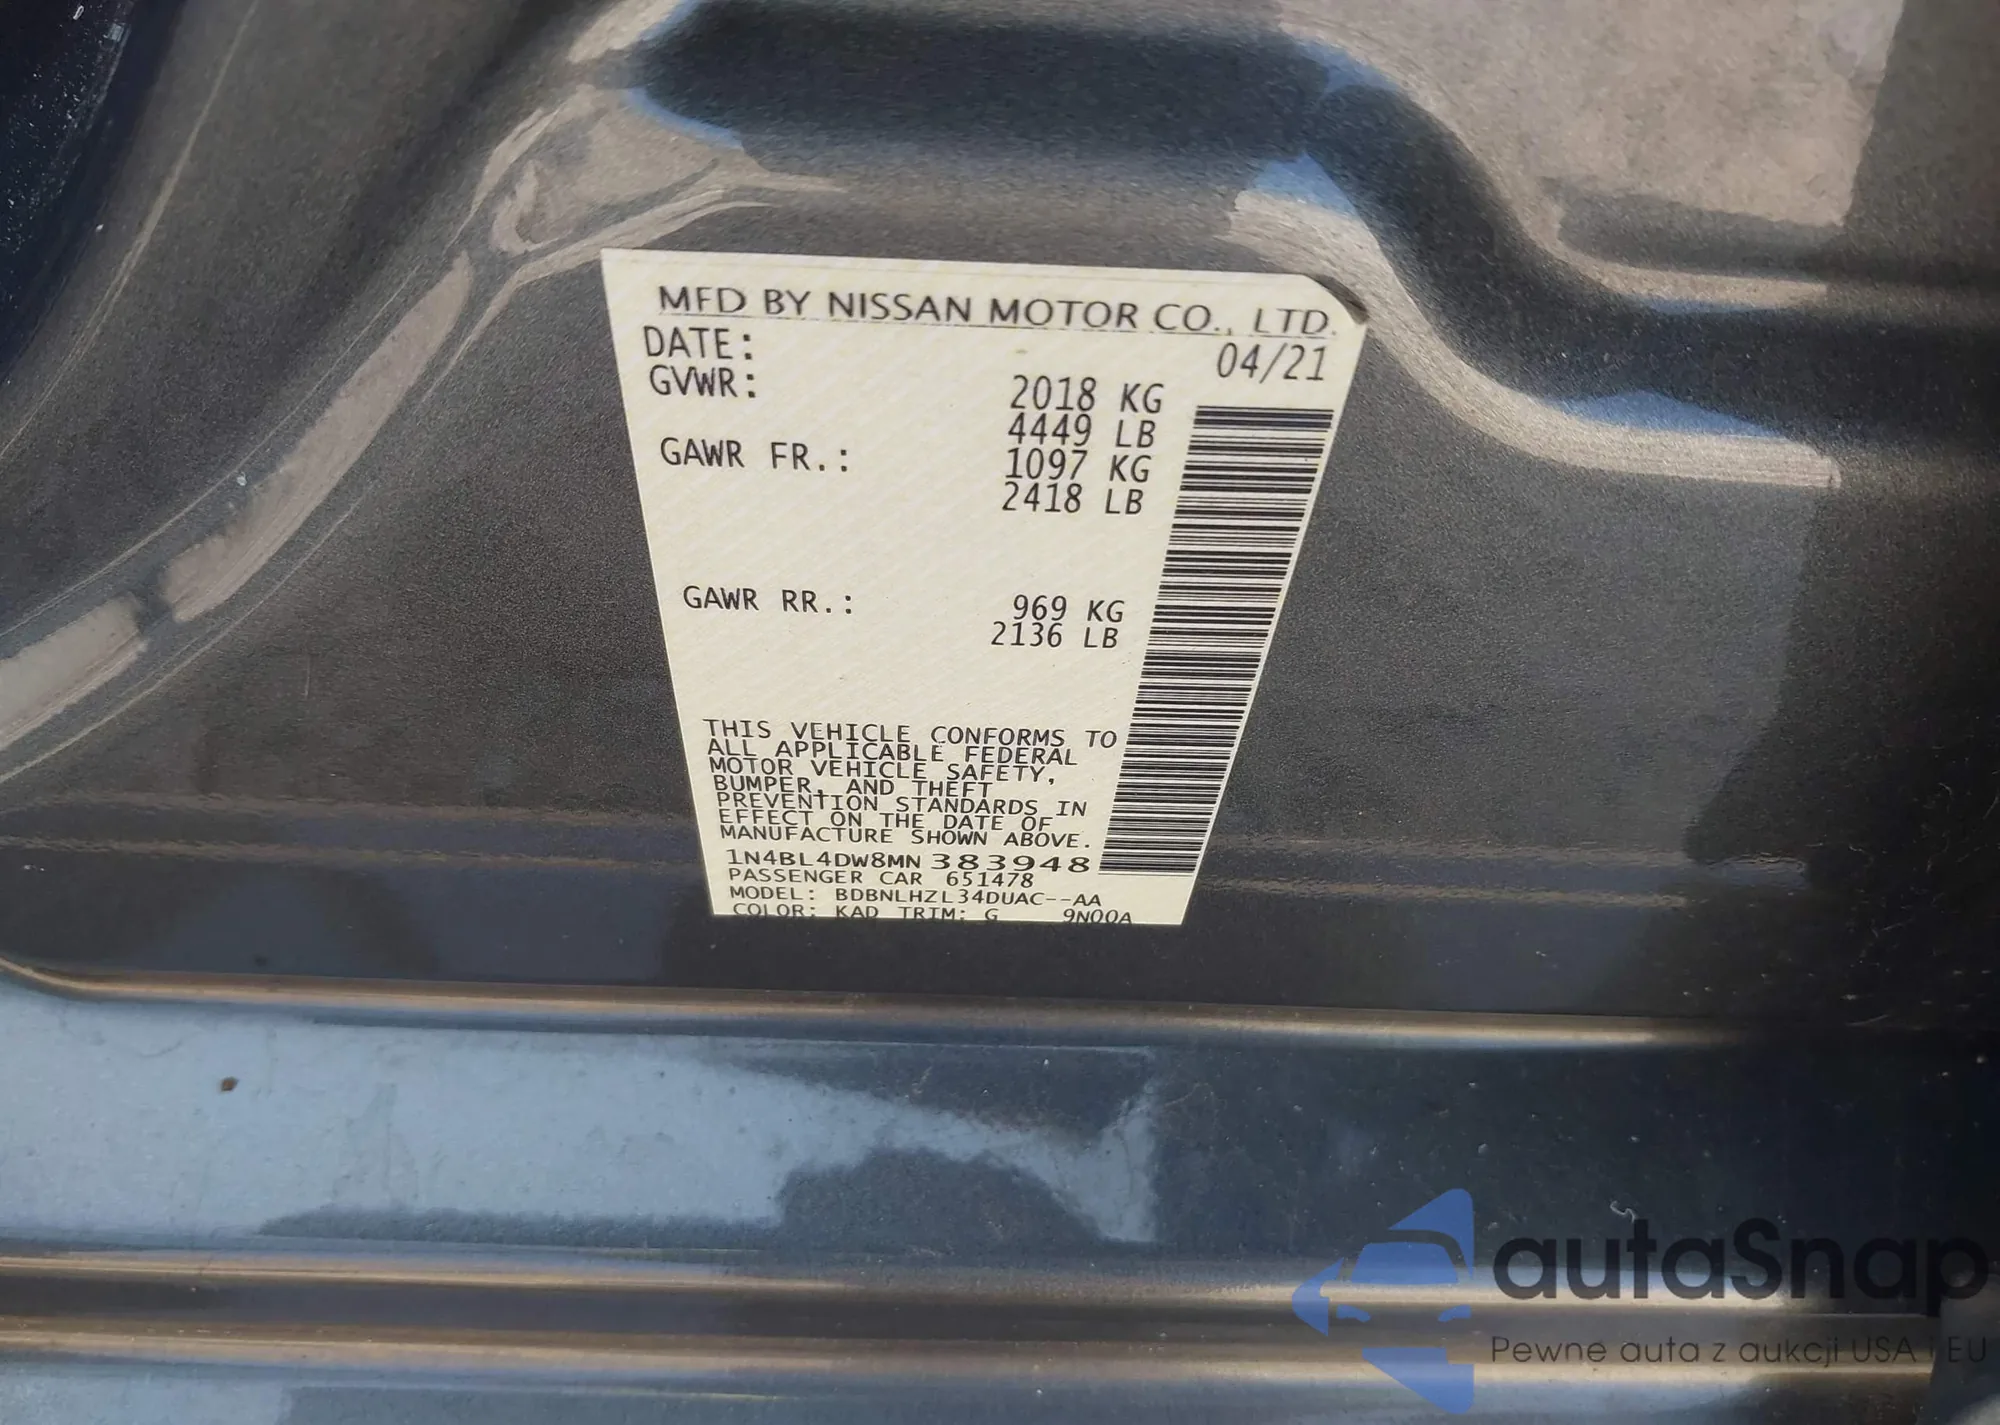 MFD BY NISSAN MOTOR CO., LTD.
DATE: 04/21
GVWR: 2018 KG
4449 LB
GAWR FR.: 1097 KG
2418 LB
GAWR RR.: 969 KG
2136 LB
THIS VEHICLE CONFORMS TO
ALL APPLICABLE FEDERAL
MOTOR VEHICLE SAFETY,
BUMPER, AND THEFT
PREVENTION STANDARDS IN
EFFECT ON THE DATE OF
MANUFACTURE SHOWN ABOVE.
1N4BL4DW8MN383948
PASSENGER CAR 651478
MODEL: BDBNLHZL34DUAC--AA
COLOR: KAD TRIM: G 9N00A
autaSnap
Pewne auta z aukcji USA i EU